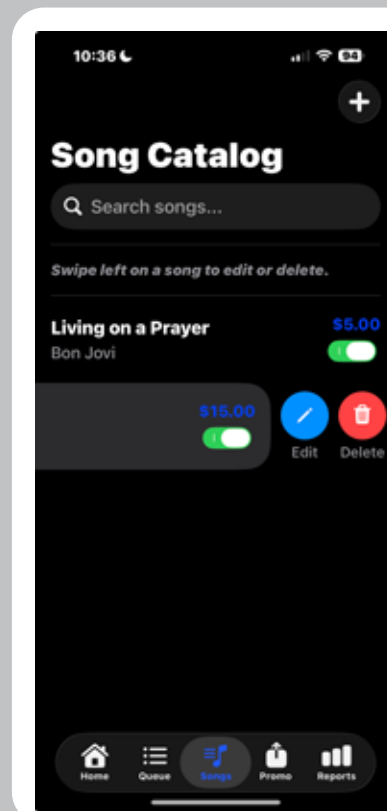 10:36
94
Song Catalog
Search songs...
Swipe left on a song to edit or delete.
Living on a Prayer $5.00
Bon Jovi
$15.00
Edit Delete
Home Queue Songs Promo Reports